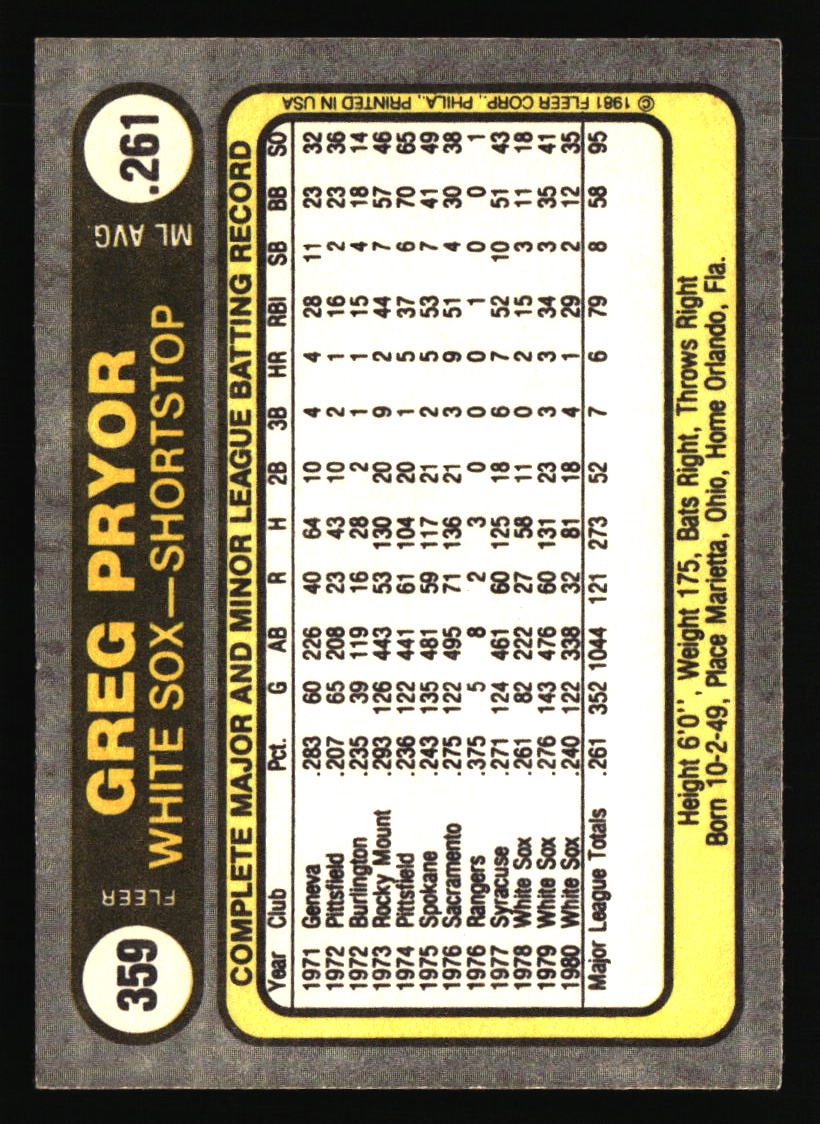 359
FLEER
GREG PRYOR
WHITE SOX—SHORTSTOP
ML AVG
.261
COMPLETE MAJOR AND MINOR LEAGUE BATTING RECORD
Year Club Pct. G AB R H 2B 3B HR RBI SB BB SO
1971 Geneva .283 60 226 40 64 10 4 4 28 11 23 32
1972 Pittsfield .207 65 208 23 43 10 2 1 16 2 23 36
1972 Burlington .235 39 119 16 28 2 1 1 15 4 18 14
1973 Rocky Mount .293 126 443 53 130 20 9 2 44 7 57 46
1974 Pittsfield .236 122 441 61 104 20 1 5 37 6 70 65
1975 Spokane .243 135 481 59 117 21 2 5 53 7 41 49
1976 Sacramento .275 122 495 71 136 21 3 9 51 4 30 38
1976 Rangers .375 5 8 2 3 0 0 0 1 0 0 1
1977 Syracuse .271 124 461 60 125 18 6 7 52 10 51 43
1978 White Sox .261 82 222 27 58 11 0 2 15 3 11 18
1979 White Sox .276 143 476 60 131 23 3 3 34 3 35 41
1980 White Sox .240 122 338 32 81 18 4 1 29 2 12 35
Major League Totals .261 352 1044 121 273 52 7 6 79 8 58 95
© 1981 FLEER CORP., PHILA., PRINTED IN USA
Height 6'0'', Weight 175, Bats Right, Throws Right
Born 10-2-49, Place Marietta, Ohio, Home Orlando, Fla.